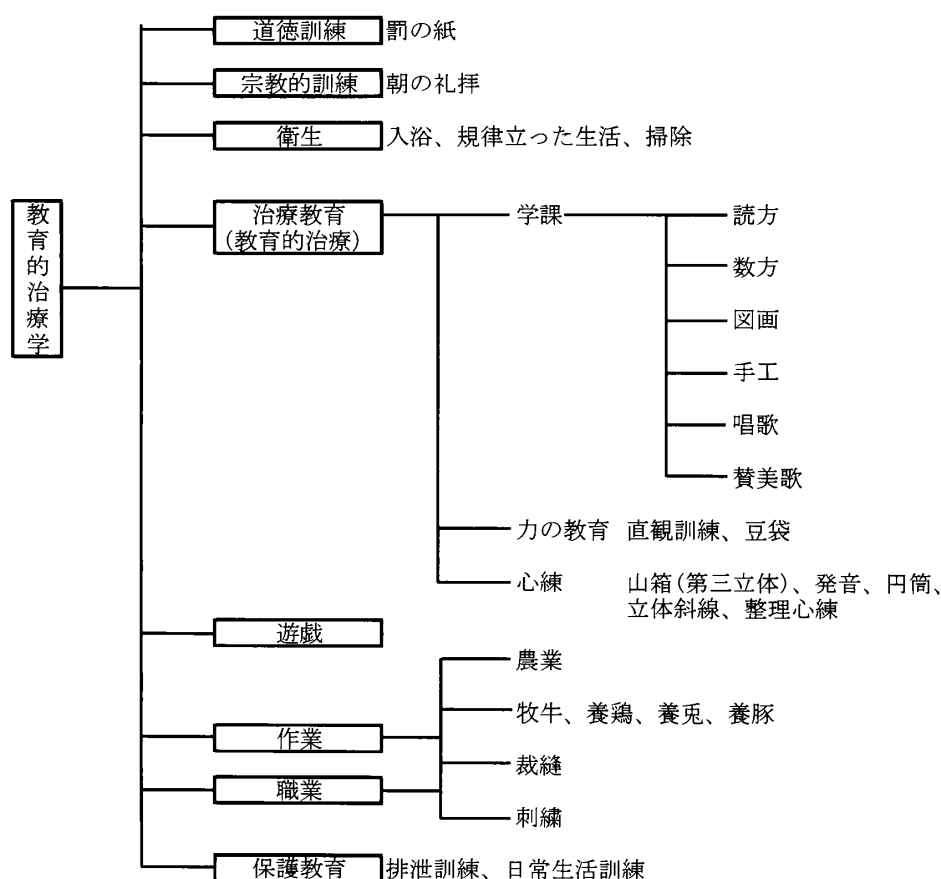 教育的治療学
道徳訓練 罰の紙
宗教的訓練 朝の礼拝
衛生 入浴、規律立った生活、掃除
治療教育
(教育的治療)
学課
読方
数方
図画
手工
唱歌
賛美歌
力の教育 直観訓練、豆袋
心練 山箱(第三立体)、発音、円筒、
立体斜線、整理心練
遊戯
作業
職業
農業
牧牛、養鶏、養兎、養豚
裁縫
刺繍
保護教育 排泄訓練、日常生活訓練